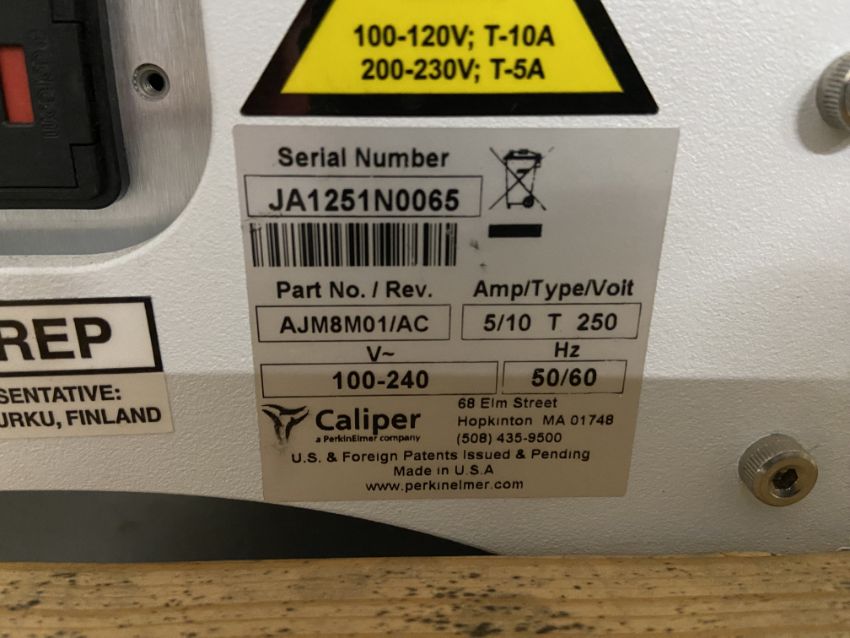 100-120V; T-10A
200-230V; T-5A
Serial Number
JA1251N0065
Part No. / Rev.
Amp/Type/Volt
AJM8M01/AC
5/10 T 250
V~
Hz
100-240
50/60
Caliper
a PerkinElmer company
68 Elm Street
Hopkinton MA 01748
(508) 435-9500
U.S. & Foreign Patents Issued & Pending
Made in U.S.A
www.perkinelmer.com
REP
SENTATIVE:
URKU, FINLAND